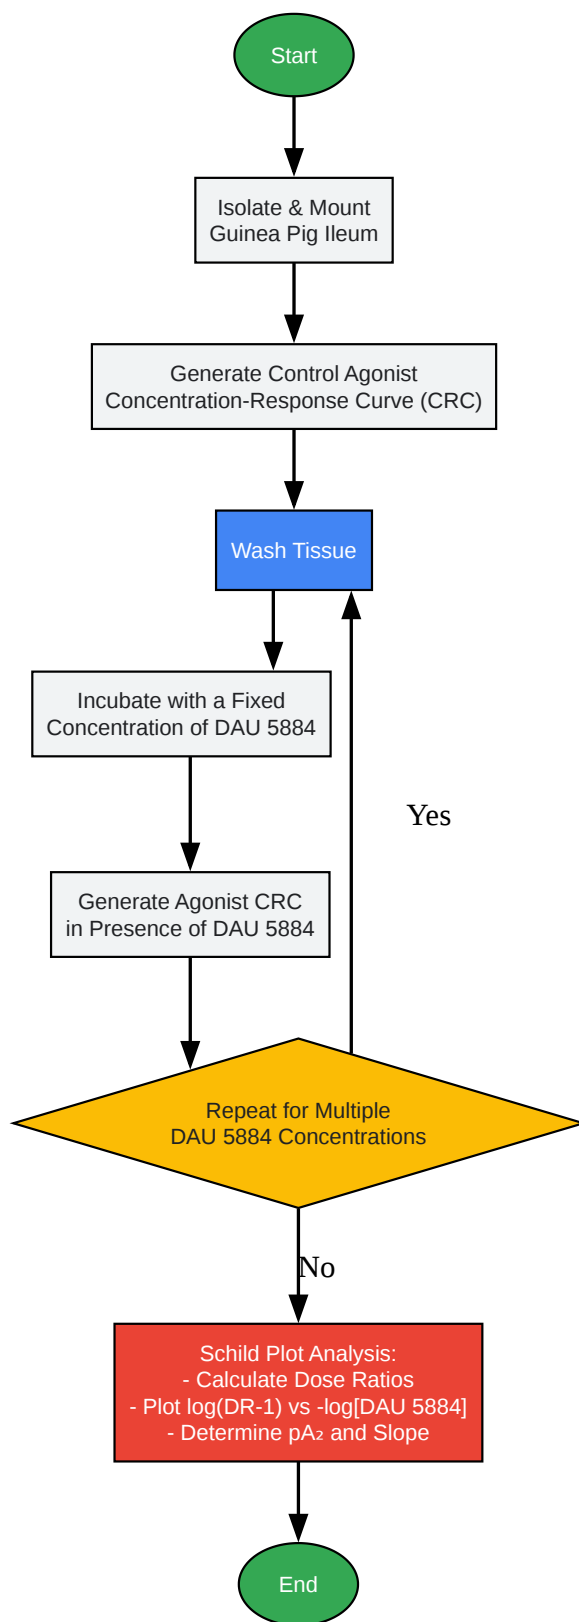 Start
Isolate & Mount
Guinea Pig Ileum
Generate Control Agonist
Concentration-Response Curve (CRC)
Wash Tissue
Incubate with a Fixed
Concentration of DAU 5884
Yes
Generate Agonist CRC
in Presence of DAU 5884
Repeat for Multiple
DAU 5884 Concentrations
No
Schild Plot Analysis:
- Calculate Dose Ratios
- Plot log(DR-1) vs -log[DAU 5884]
- Determine pA₂ and Slope
End